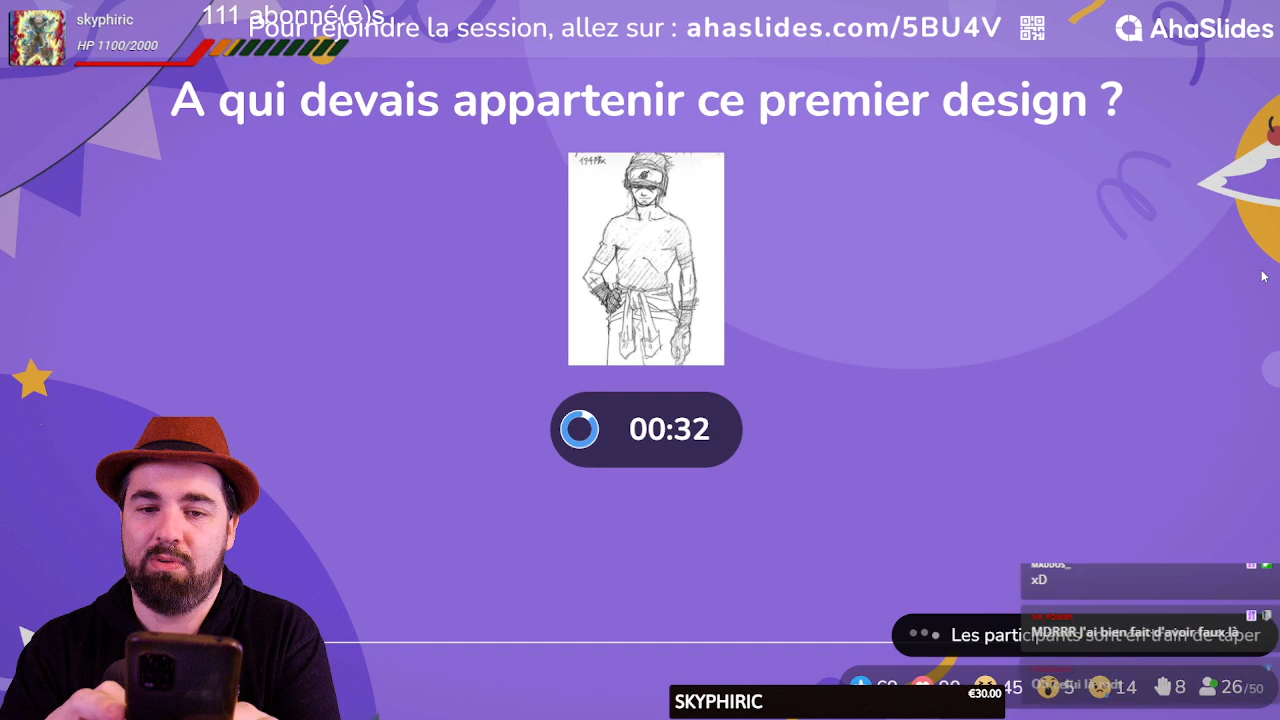 111 abonné(e)s
skyphiric
HP 1100/2000
Pour rejoindre la session, allez sur : ahaslides.com/5BU4V
AhaSlides
A qui devais appartenir ce premier design ?
00:32
MADDOS_
xD
MDRRR J'ai bien fait d'avoir faux là
Les participants sont en train de taper
45
14
8
26/50
SKYPHIRIC
€30.00